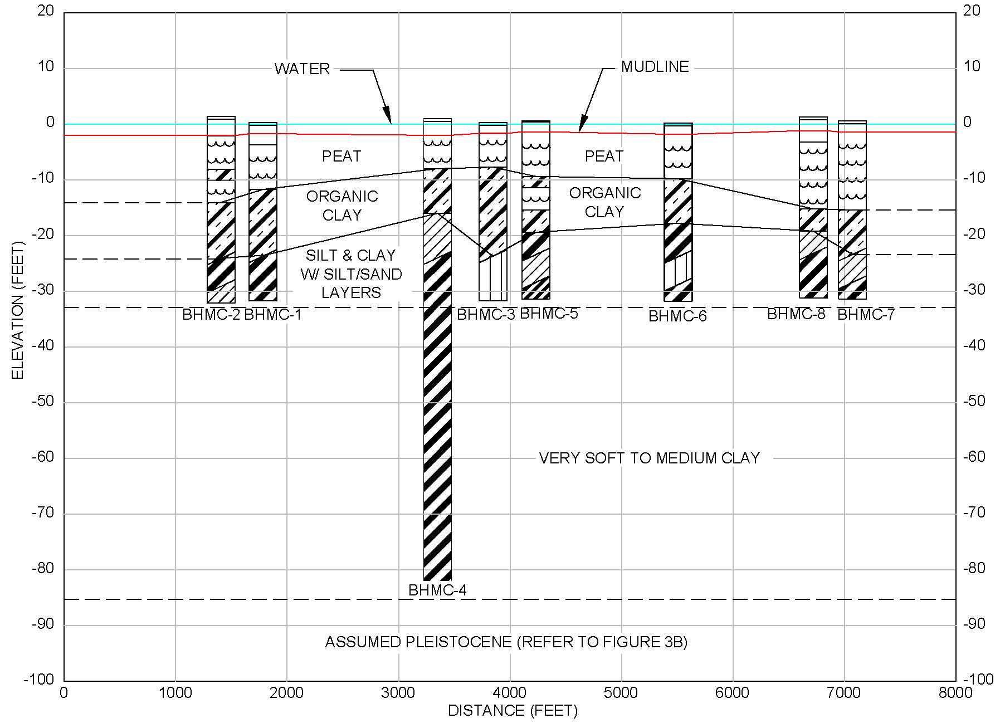 20
20
10
WATER
MUDLINE
10
0
0
PEAT
PEAT
-10
-10
ORGANIC
CLAY
ORGANIC
CLAY
-20
-20
SILT & CLAY
W/ SILT/SAND
LAYERS
-30
-30
BHMC-2
BHMC-1
BHMC-3
BHMC-5
BHMC-6
BHMC-8
BHMC-7
-40
-40
ELEVATION (FEET)
-50
-50
-60
VERY SOFT TO MEDIUM CLAY
-60
-70
-70
-80
-80
BHMC-4
-90
-90
ASSUMED PLEISTOCENE (REFER TO FIGURE 3B)
-100
-100
0
1000
2000
3000
4000
5000
6000
7000
8000
DISTANCE (FEET)